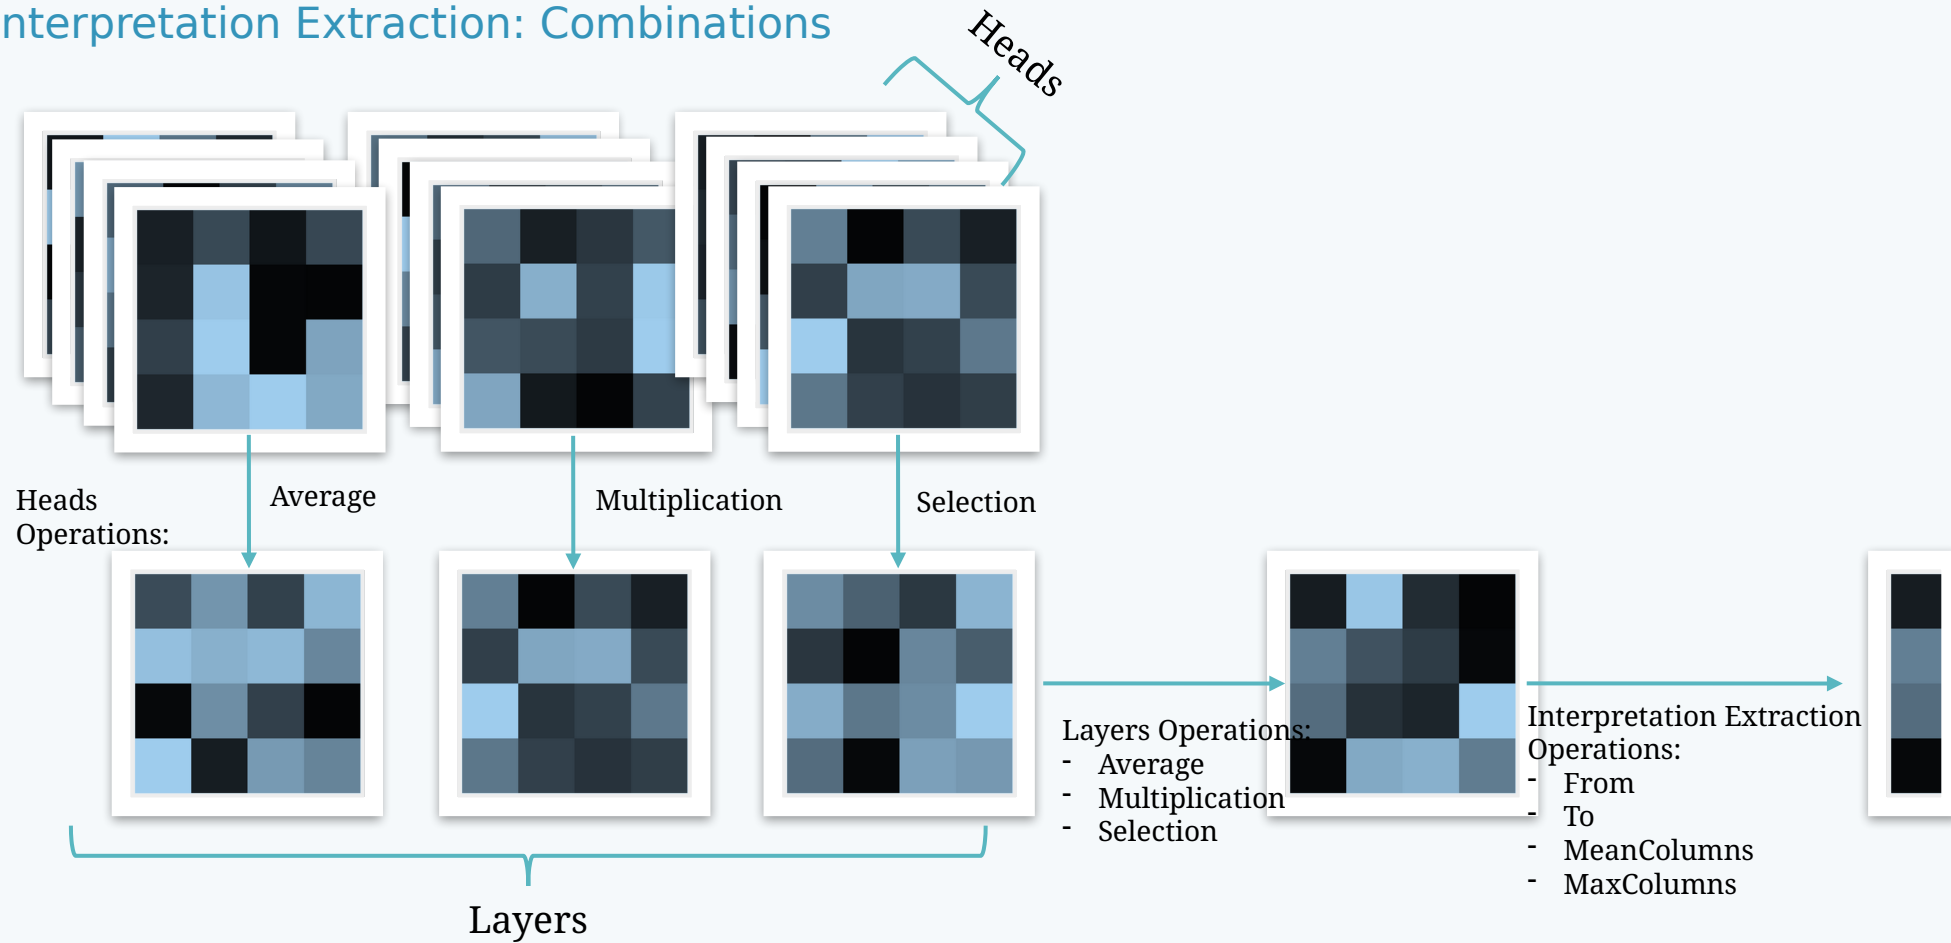 nterpretation Extraction: Combinations
Heads
Heads
Operations:
Average
Multiplication
Selection
Layers Operations:
- Average
- Multiplication
- Selection
Interpretation Extraction
Operations:
- From
- To
- MeanColumns
- MaxColumns
Layers